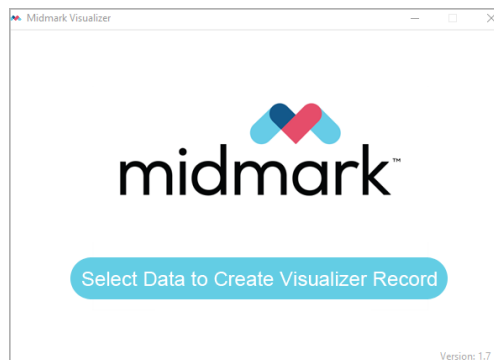 Midmark Visualizer
midmark™
Select Data to Create Visualizer Record
Version: 1.7